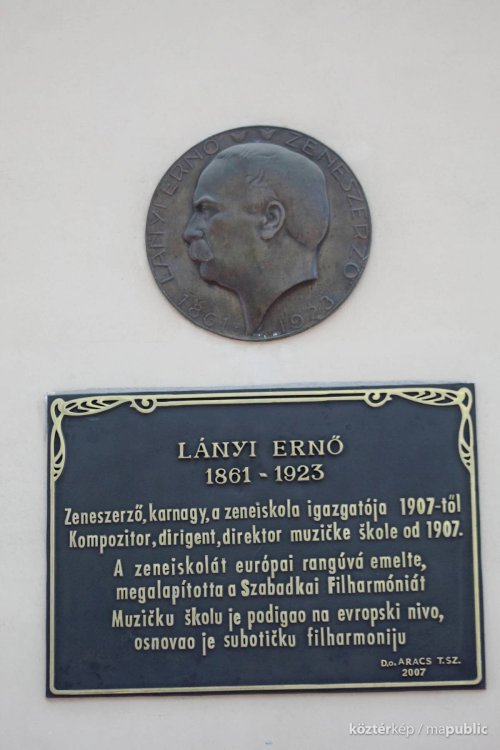 LÁNYI ERNŐ ZENESZERZŐ
1861 - 1923
LÁNYI ERNŐ
1861 - 1923
Zeneszerző, karnagy, a zeneiskola igazgatója 1907-től
Kompozitor, dirigent, direktor muzičke škole od 1907.
A zeneiskolát európai rangúvá emelte,
megalapította a Szabadkai Filharmóniát
Muzičku školu je podigao na evropski nivo,
osnovao je subotičku filharmoniju
D.o. ARACS T.SZ.
2007
köztérkép / mapublic